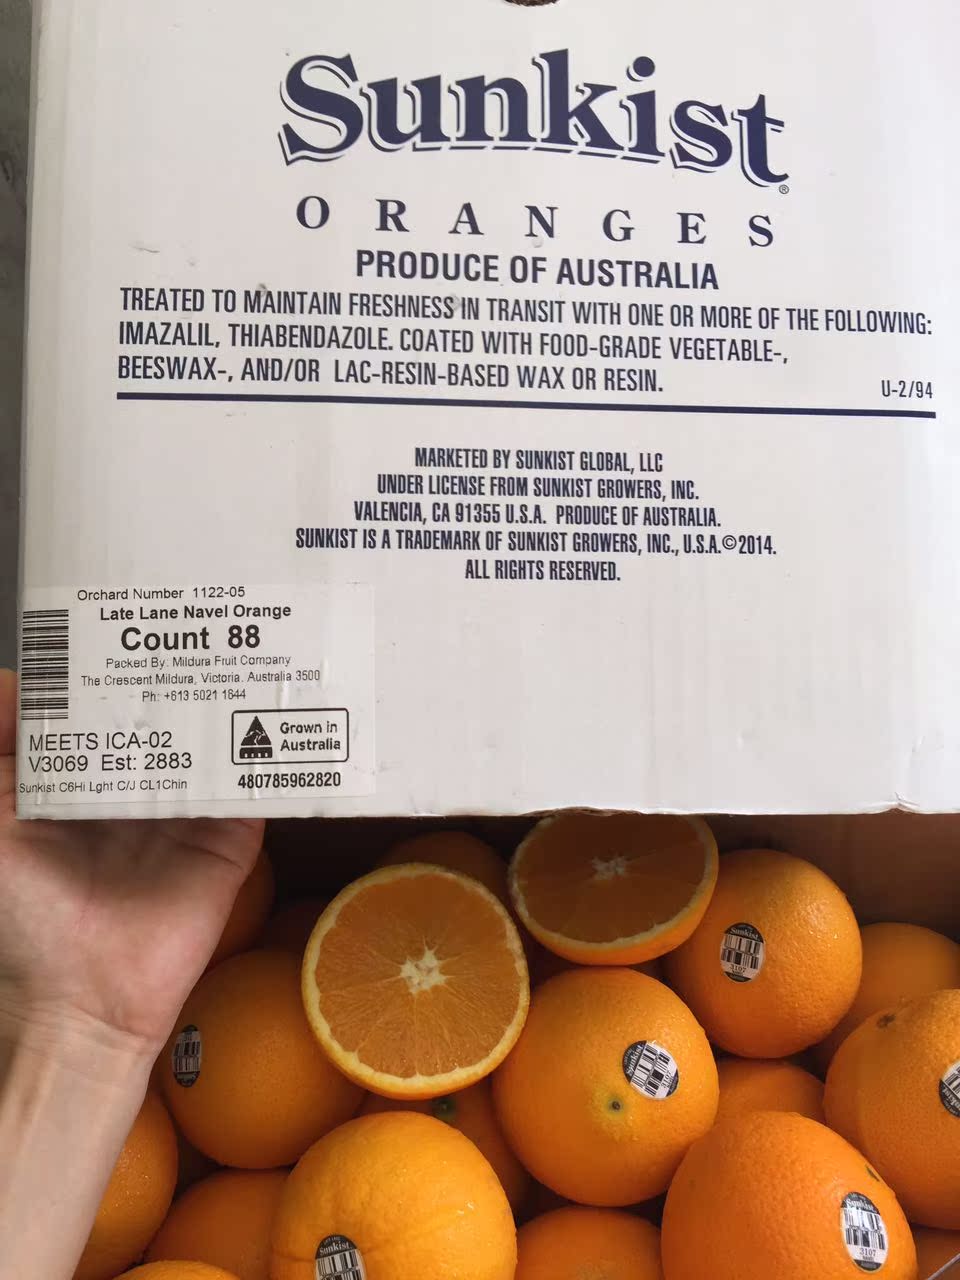 Sunkist®
ORANGES
PRODUCE OF AUSTRALIA
TREATED TO MAINTAIN FRESHNESS IN TRANSIT WITH ONE OR MORE OF THE FOLLOWING:
IMAZALIL, THIABENDAZOLE. COATED WITH FOOD-GRADE VEGETABLE-,
BEESWAX-, AND/OR LAC-RESIN-BASED WAX OR RESIN.
U-2/94
MARKETED BY SUNKIST GLOBAL, LLC
UNDER LICENSE FROM SUNKIST GROWERS, INC.
VALENCIA, CA 91355 U.S.A. PRODUCE OF AUSTRALIA.
SUNKIST IS A TRADEMARK OF SUNKIST GROWERS, INC., U.S.A.©2014.
ALL RIGHTS RESERVED.
Orchard Number 1122-05
Late Lane Navel Orange
Count 88
Packed By: Mildura Fruit Company
The Crescent Mildura, Victoria. Australia 3500
Ph: +613 5021 1844
MEETS ICA-02
V3069 Est: 2883
Sunkist C6Hi Lght C/J CL1Chin
Grown in
Australia
480785962820
Sunkist
3107
Sunkist
3107
Sunkist
3107
Sunkist